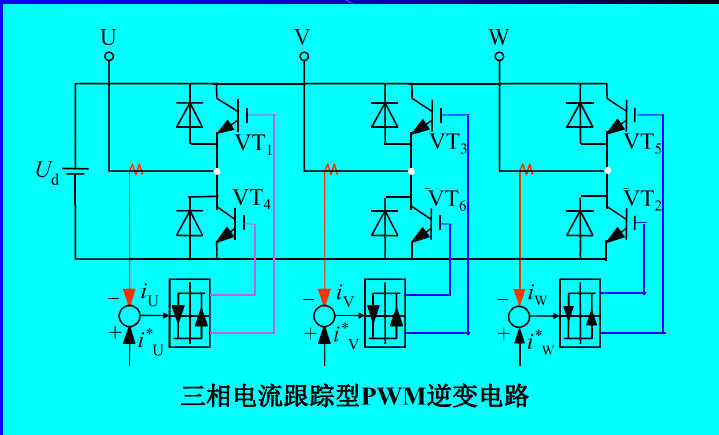 U V W
VT1 VT3 VT5
Ud
VT4 VT6 VT2
− iU − iV − iW
+ i*U + i*V + i*W
三相电流跟踪型PWM逆变电路